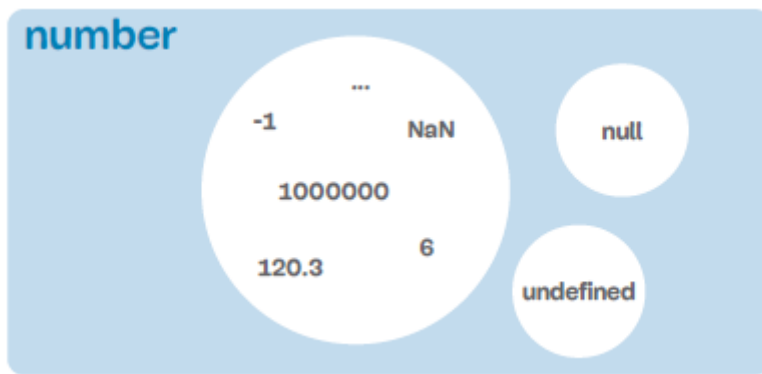 number
...
-1
NaN
null
1000000
6
120.3
undefined